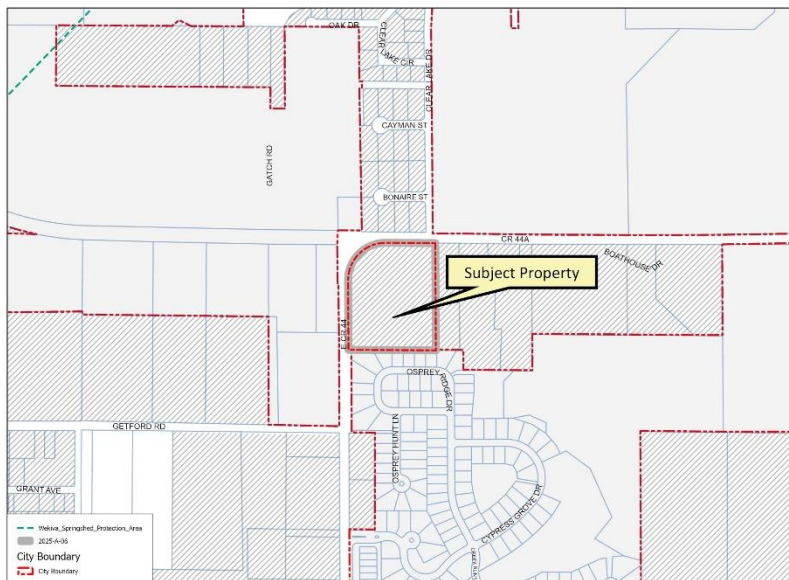 OAK DR
CLEAR
LAKE CIR
CLEAR LAKE DR
CAYMAN ST
GATCH RD
BONAIRE ST
CR 44A
BOATHOUSE DR
Subject Property
E CR 44
OSPREY
RIDGE DR
OSPREY HUNT LN
GETFORD RD
GRANT AVE
CYPRESS GROVE DR
Wekiva_Springshed_Protection_Area
2025-A-06
City Boundary
City Boundary